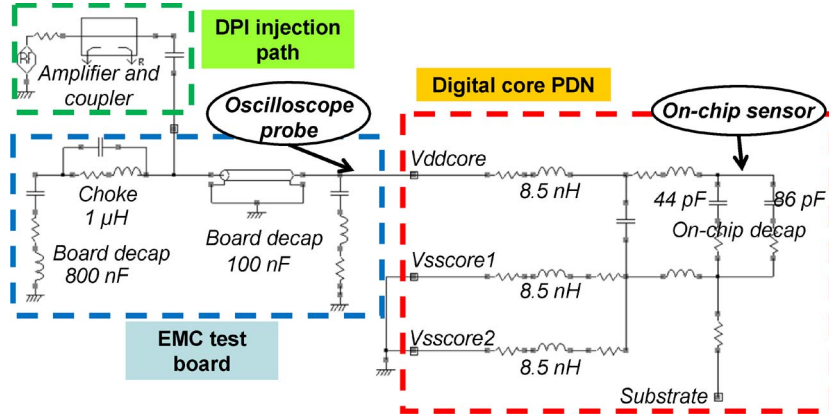 DPI injection
path
RF
R
Amplifier and
coupler
Oscilloscope
probe
Digital core PDN
On-chip sensor
Vddcore
8.5 nH
44 pF
86 pF
On-chip decap
Choke
1 µH
Board decap
800 nF
Board decap
100 nF
Vsscore1
8.5 nH
EMC test
board
Vsscore2
8.5 nH
Substrate